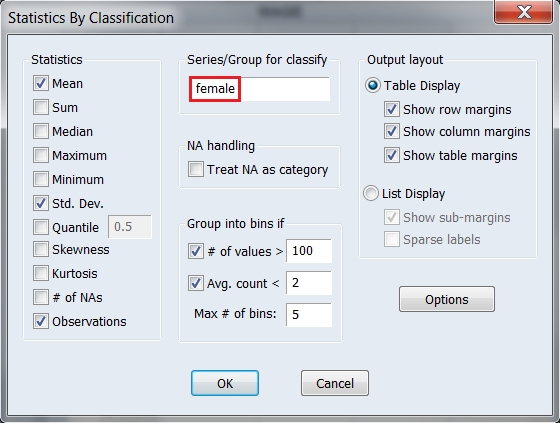 Statistics By Classification
Statistics
Mean
Sum
Median
Maximum
Minimum
Std. Dev.
Quantile 0.5
Skewness
Kurtosis
# of NAs
Observations
Series/Group for classify
female
NA handling
Treat NA as category
Group into bins if
# of values > 100
Avg. count < 2
Max # of bins: 5
Output layout
Table Display
Show row margins
Show column margins
Show table margins
List Display
Show sub-margins
Sparse labels
Options
OK
Cancel